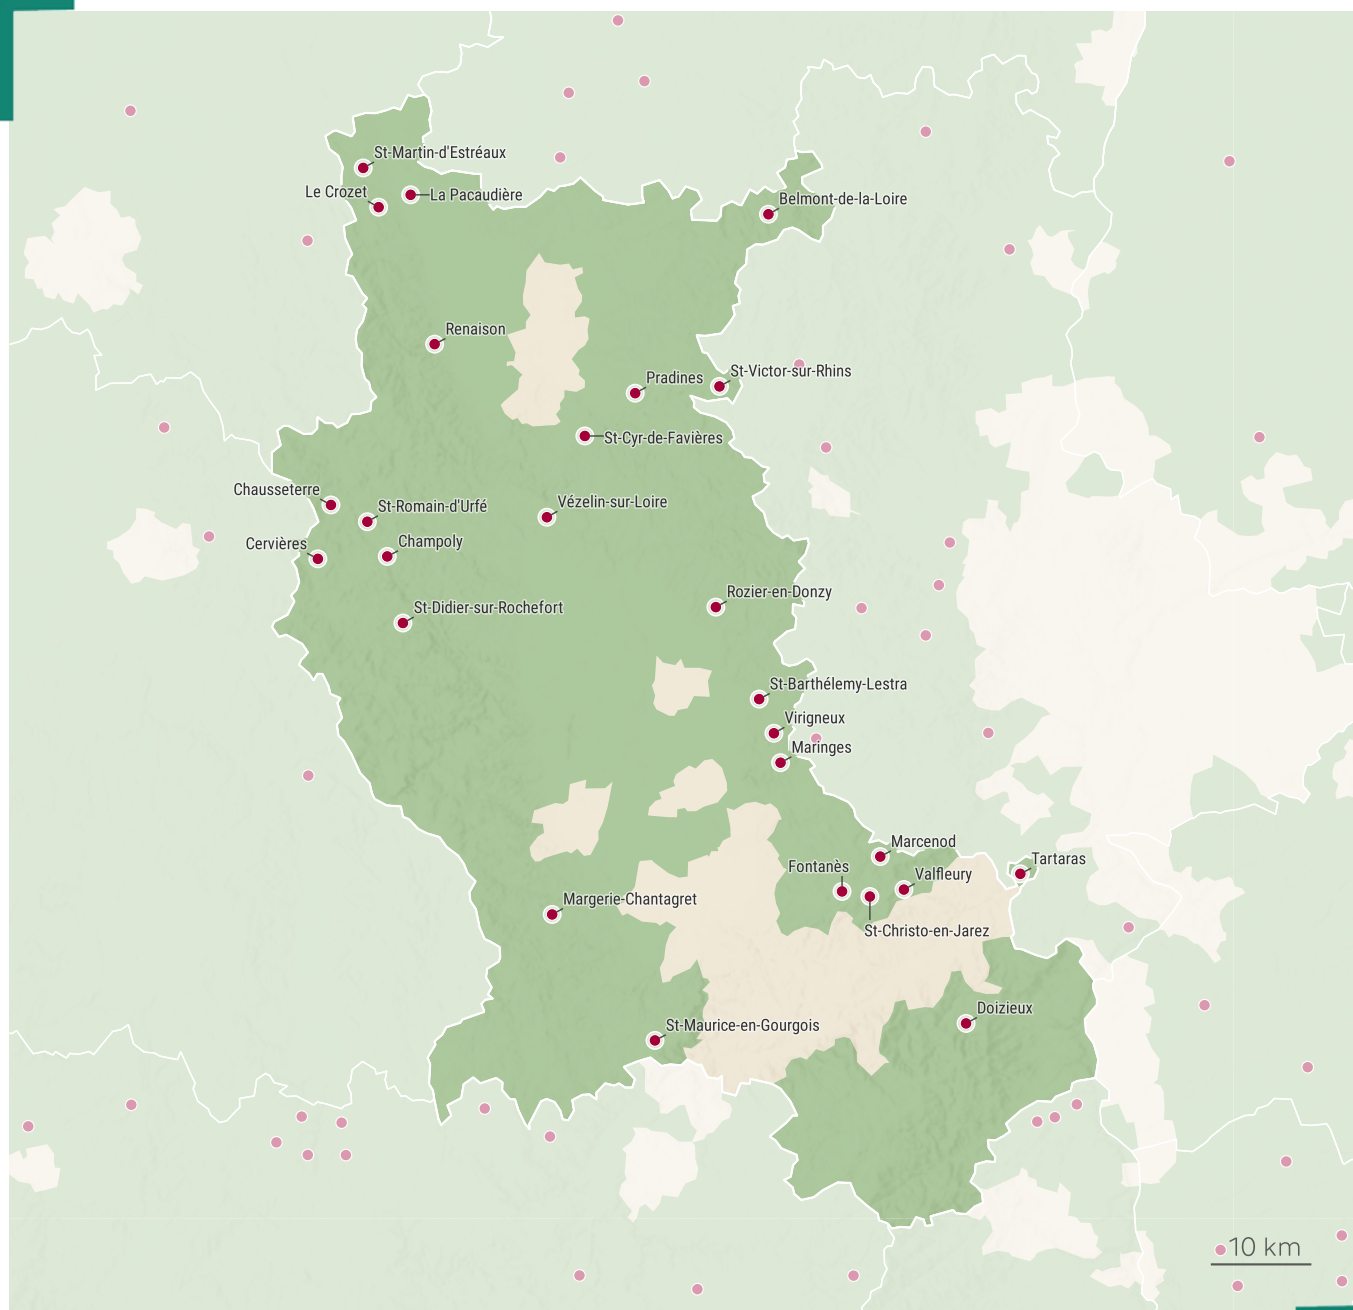 St-Martin-d'Estréaux
Le Crozet
La Pacaudière
Belmont-de-la-Loire
Renaison
St-Victor-sur-Rhins
Pradines
St-Cyr-de-Favières
Chausseterre
St-Romain-d'Urfé
Vézelin-sur-Loire
Cervières
Champoly
Rozier-en-Donzy
St-Didier-sur-Rochefort
St-Barthélemy-Lestra
Virigneux
Maringes
Marcenod
Tartaras
Fontanès
Valfleury
Margerie-Chantagret
St-Christo-en-Jarez
Doizieux
St-Maurice-en-Gourgois
10 km